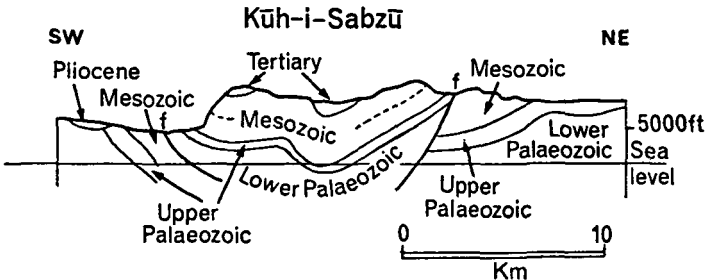 Kūh-i-Sabzū
SW
NE
Pliocene
Tertiary
Mesozoic
Mesozoic
f
f
Mesozoic
5000ft
Lower
Palaeozoic
Sea
level
Lower Palaeozoic
Upper
Palaeozoic
Upper
Palaeozoic
0
10
Km